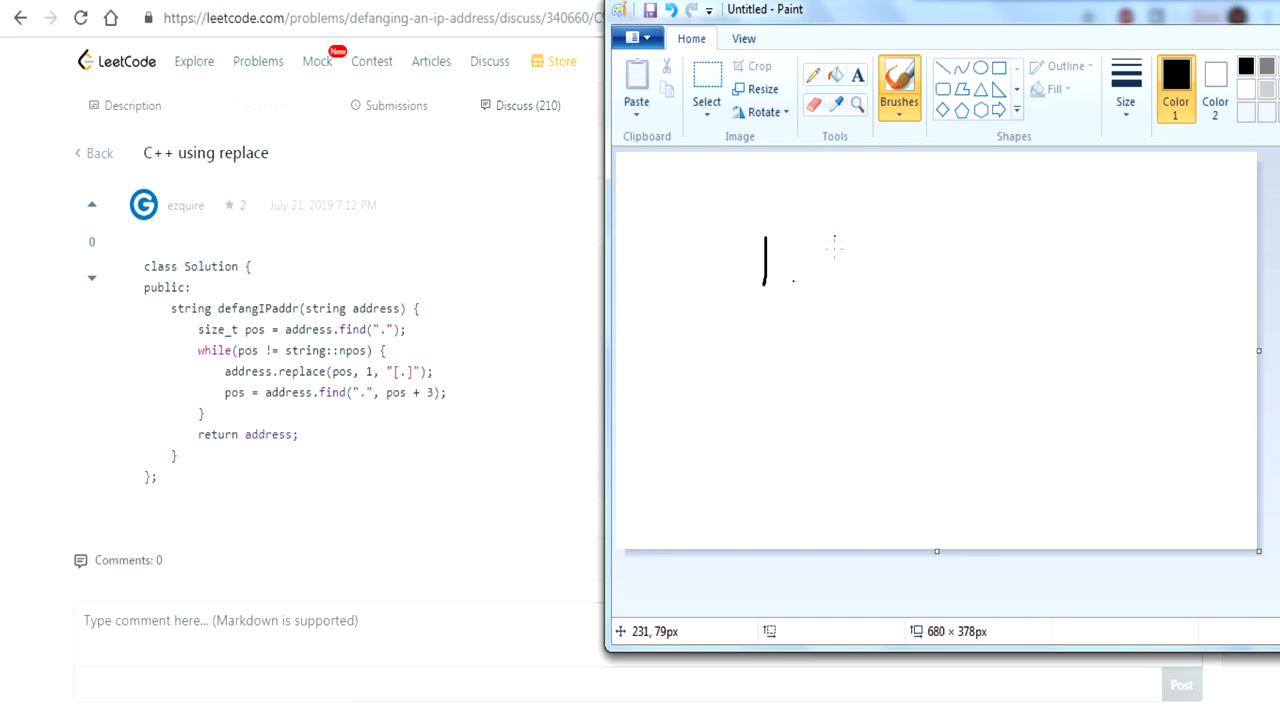 https://leetcode.com/problems/defanging-an-ip-address/discuss/340660/C
Untitled - Paint
Home View
LeetCode Explore Problems Mock New Contest Articles Discuss Store
Crop
Resize
Rotate
Outline
Fill
Paste Select Brushes Size Color 1 Color 2
Clipboard Image Tools Shapes
Description Solution Submissions Discuss (210)
Back C++ using replace
ezquire 2 July 21, 2019 7:12 PM
0
class Solution {
public:
string defangIPaddr(string address) {
size_t pos = address.find(".");
while(pos != string::npos) {
address.replace(pos, 1, "[.]");
pos = address.find(".", pos + 3);
}
return address;
}
};
1 .
Comments: 0
Type comment here... (Markdown is supported)
231, 79px 680 × 378px
Post